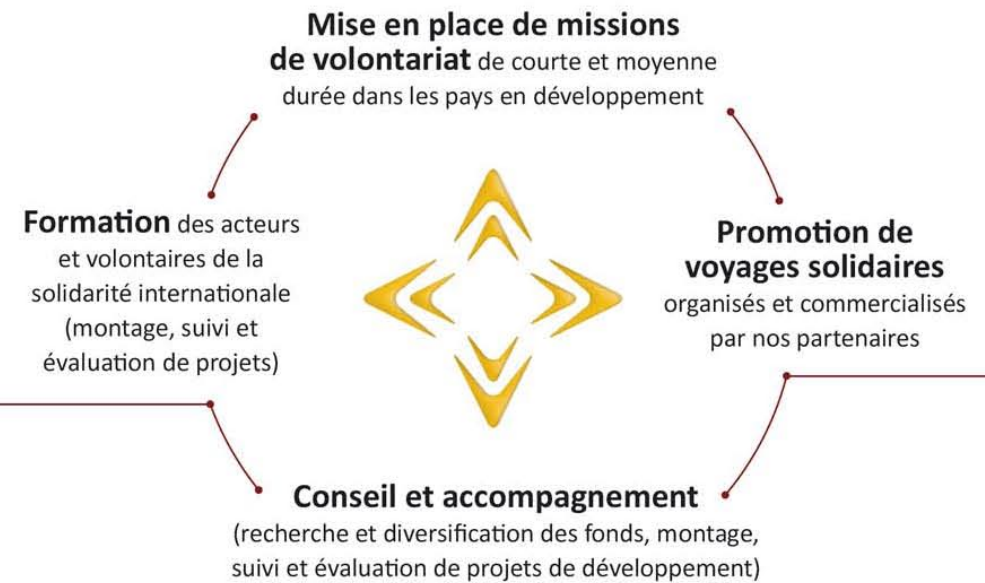 Mise en place de missions
de volontariat de courte et moyenne
durée dans les pays en développement
Formation des acteurs
et volontaires de la
solidarité internationale
(montage, suivi et
évaluation de projets)
Promotion de
voyages solidaires
organisés et commercialisés
par nos partenaires
Conseil et accompagnement
(recherche et diversification des fonds, montage,
suivi et évaluation de projets de développement)